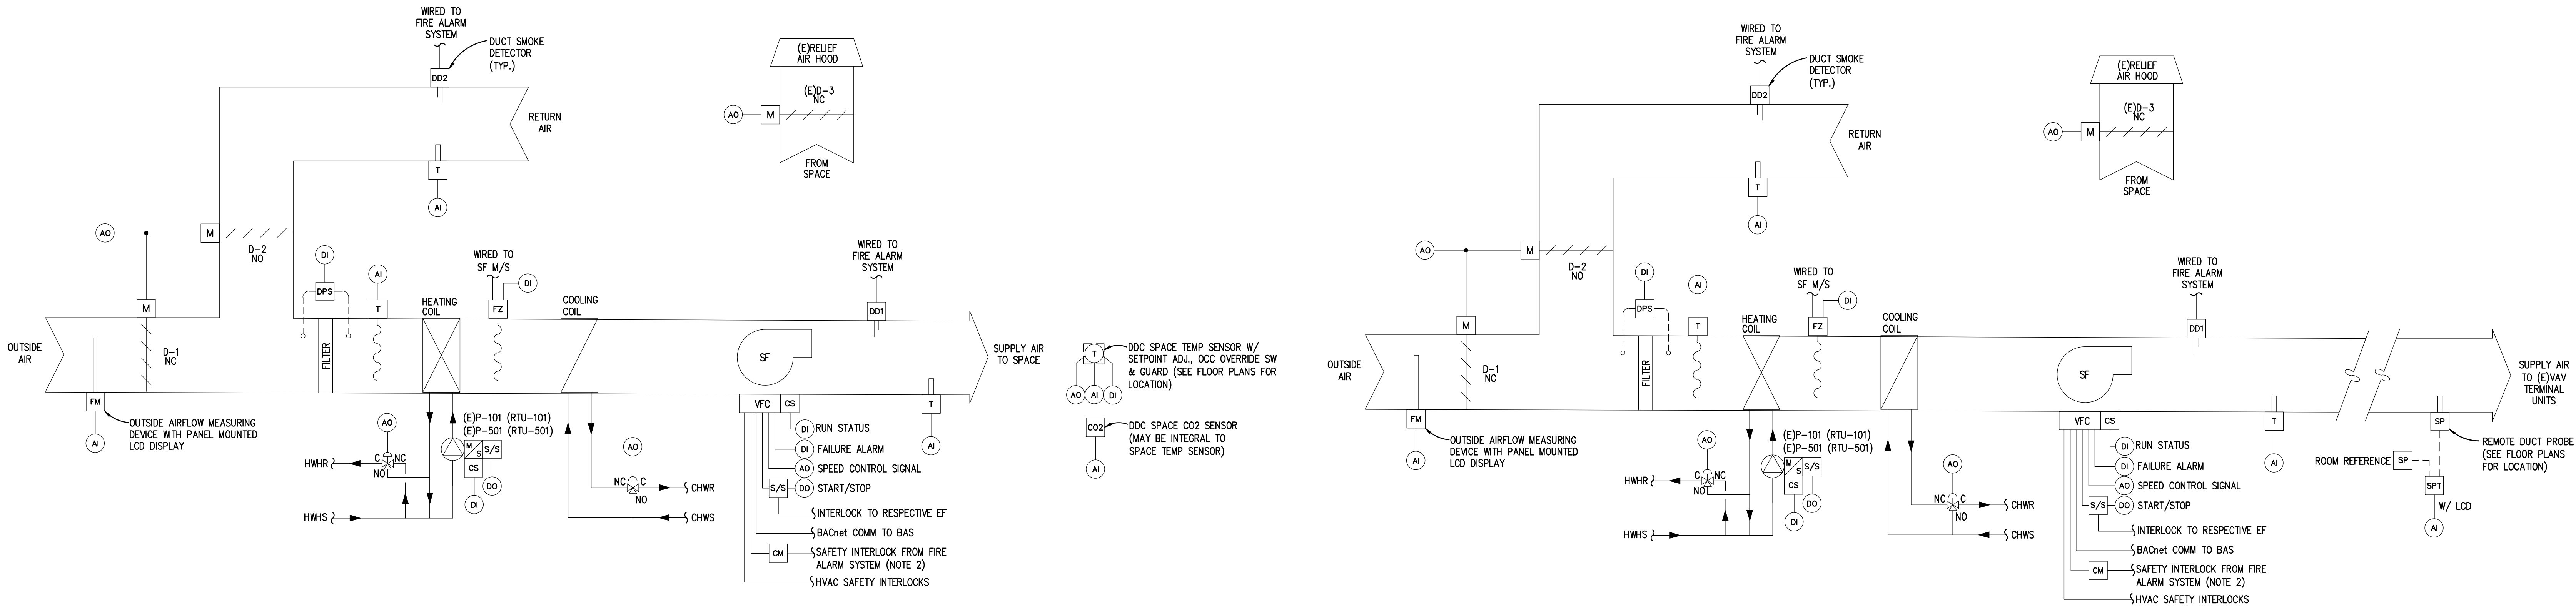 WIRED TO
FIRE ALARM
SYSTEM
DUCT SMOKE
DETECTOR
(TYP.)
DD2
RETURN
AIR
T
AI
(E)RELIEF
AIR HOOD
(E)D-3
NC
AO
M
FROM
SPACE
AO
M
D-2
NO
M
D-1
NC
OUTSIDE
AIR
FM
AI
OUTSIDE AIRFLOW MEASURING
DEVICE WITH PANEL MOUNTED
LCD DISPLAY
DI
DPS
FILTER
AI
T
HEATING
COIL
WIRED TO
SF M/S
DI
FZ
COOLING
COIL
SF
WIRED TO
FIRE ALARM
SYSTEM
DD1
SUPPLY AIR
TO SPACE
T
AI
AO
C
NC
NO
HWHR
HWHS
(E)P-101 (RTU-101)
(E)P-501 (RTU-501)
M
S
S/S
CS
DO
DI
AO
NC
C
NO
CHWR
CHWS
VFC
CS
DI
RUN STATUS
DI
FAILURE ALARM
AO
SPEED CONTROL SIGNAL
S/S
DO
START/STOP
INTERLOCK TO RESPECTIVE EF
BACnet COMM TO BAS
CM
SAFETY INTERLOCK FROM FIRE
ALARM SYSTEM (NOTE 2)
HVAC SAFETY INTERLOCKS
T
DDC SPACE TEMP SENSOR W/
SETPOINT ADJ., OCC OVERRIDE SW
& GUARD (SEE FLOOR PLANS FOR
LOCATION)
AO
AI
DI
CO2
DDC SPACE CO2 SENSOR
(MAY BE INTEGRAL TO
SPACE TEMP SENSOR)
AI
WIRED TO
FIRE ALARM
SYSTEM
DUCT SMOKE
DETECTOR
(TYP.)
DD2
RETURN
AIR
T
AI
(E)RELIEF
AIR HOOD
(E)D-3
NC
AO
M
FROM
SPACE
AO
M
D-2
NO
M
D-1
NC
OUTSIDE
AIR
FM
AI
OUTSIDE AIRFLOW MEASURING
DEVICE WITH PANEL MOUNTED
LCD DISPLAY
DI
DPS
FILTER
AI
T
HEATING
COIL
WIRED TO
SF M/S
DI
FZ
COOLING
COIL
SF
WIRED TO
FIRE ALARM
SYSTEM
DD1
SUPPLY AIR
TO (E)VAV
TERMINAL
UNITS
T
AI
AO
C
NC
NO
HWHR
HWHS
(E)P-101 (RTU-101)
(E)P-501 (RTU-501)
M
S
S/S
CS
DO
DI
AO
NC
C
NO
CHWR
CHWS
VFC
CS
DI
RUN STATUS
DI
FAILURE ALARM
AO
SPEED CONTROL SIGNAL
S/S
DO
START/STOP
INTERLOCK TO RESPECTIVE EF
BACnet COMM TO BAS
CM
SAFETY INTERLOCK FROM FIRE
ALARM SYSTEM (NOTE 2)
HVAC SAFETY INTERLOCKS
SP
REMOTE DUCT PROBE
(SEE FLOOR PLANS
FOR LOCATION)
ROOM REFERENCE
SP
SPT
W/ LCD
AI